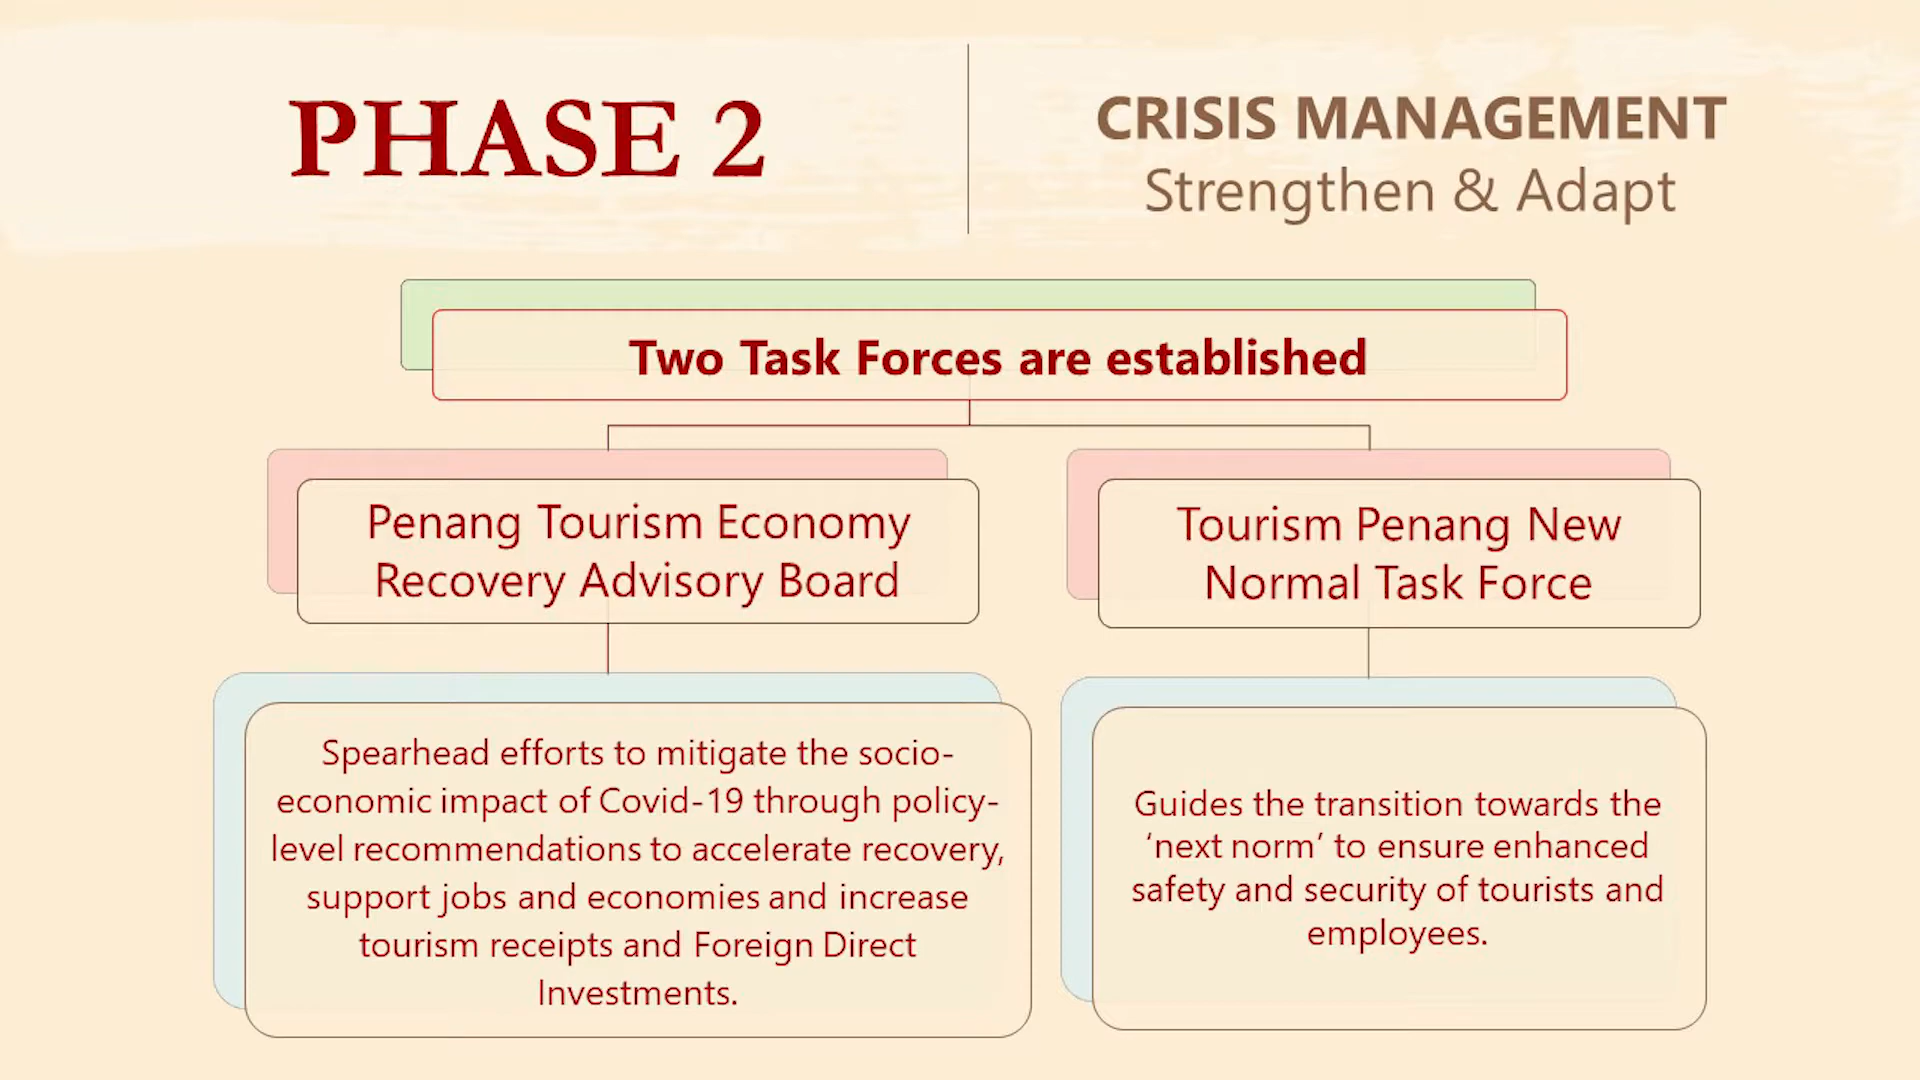 PHASE 2
CRISIS MANAGEMENT
Strengthen & Adapt
Two Task Forces are established
Penang Tourism Economy
Recovery Advisory Board
Tourism Penang New
Normal Task Force
Spearhead efforts to mitigate the socio-
economic impact of Covid-19 through policy-
level recommendations to accelerate recovery,
support jobs and economies and increase
tourism receipts and Foreign Direct
Investments.
Guides the transition towards the
‘next norm’ to ensure enhanced
safety and security of tourists and
employees.